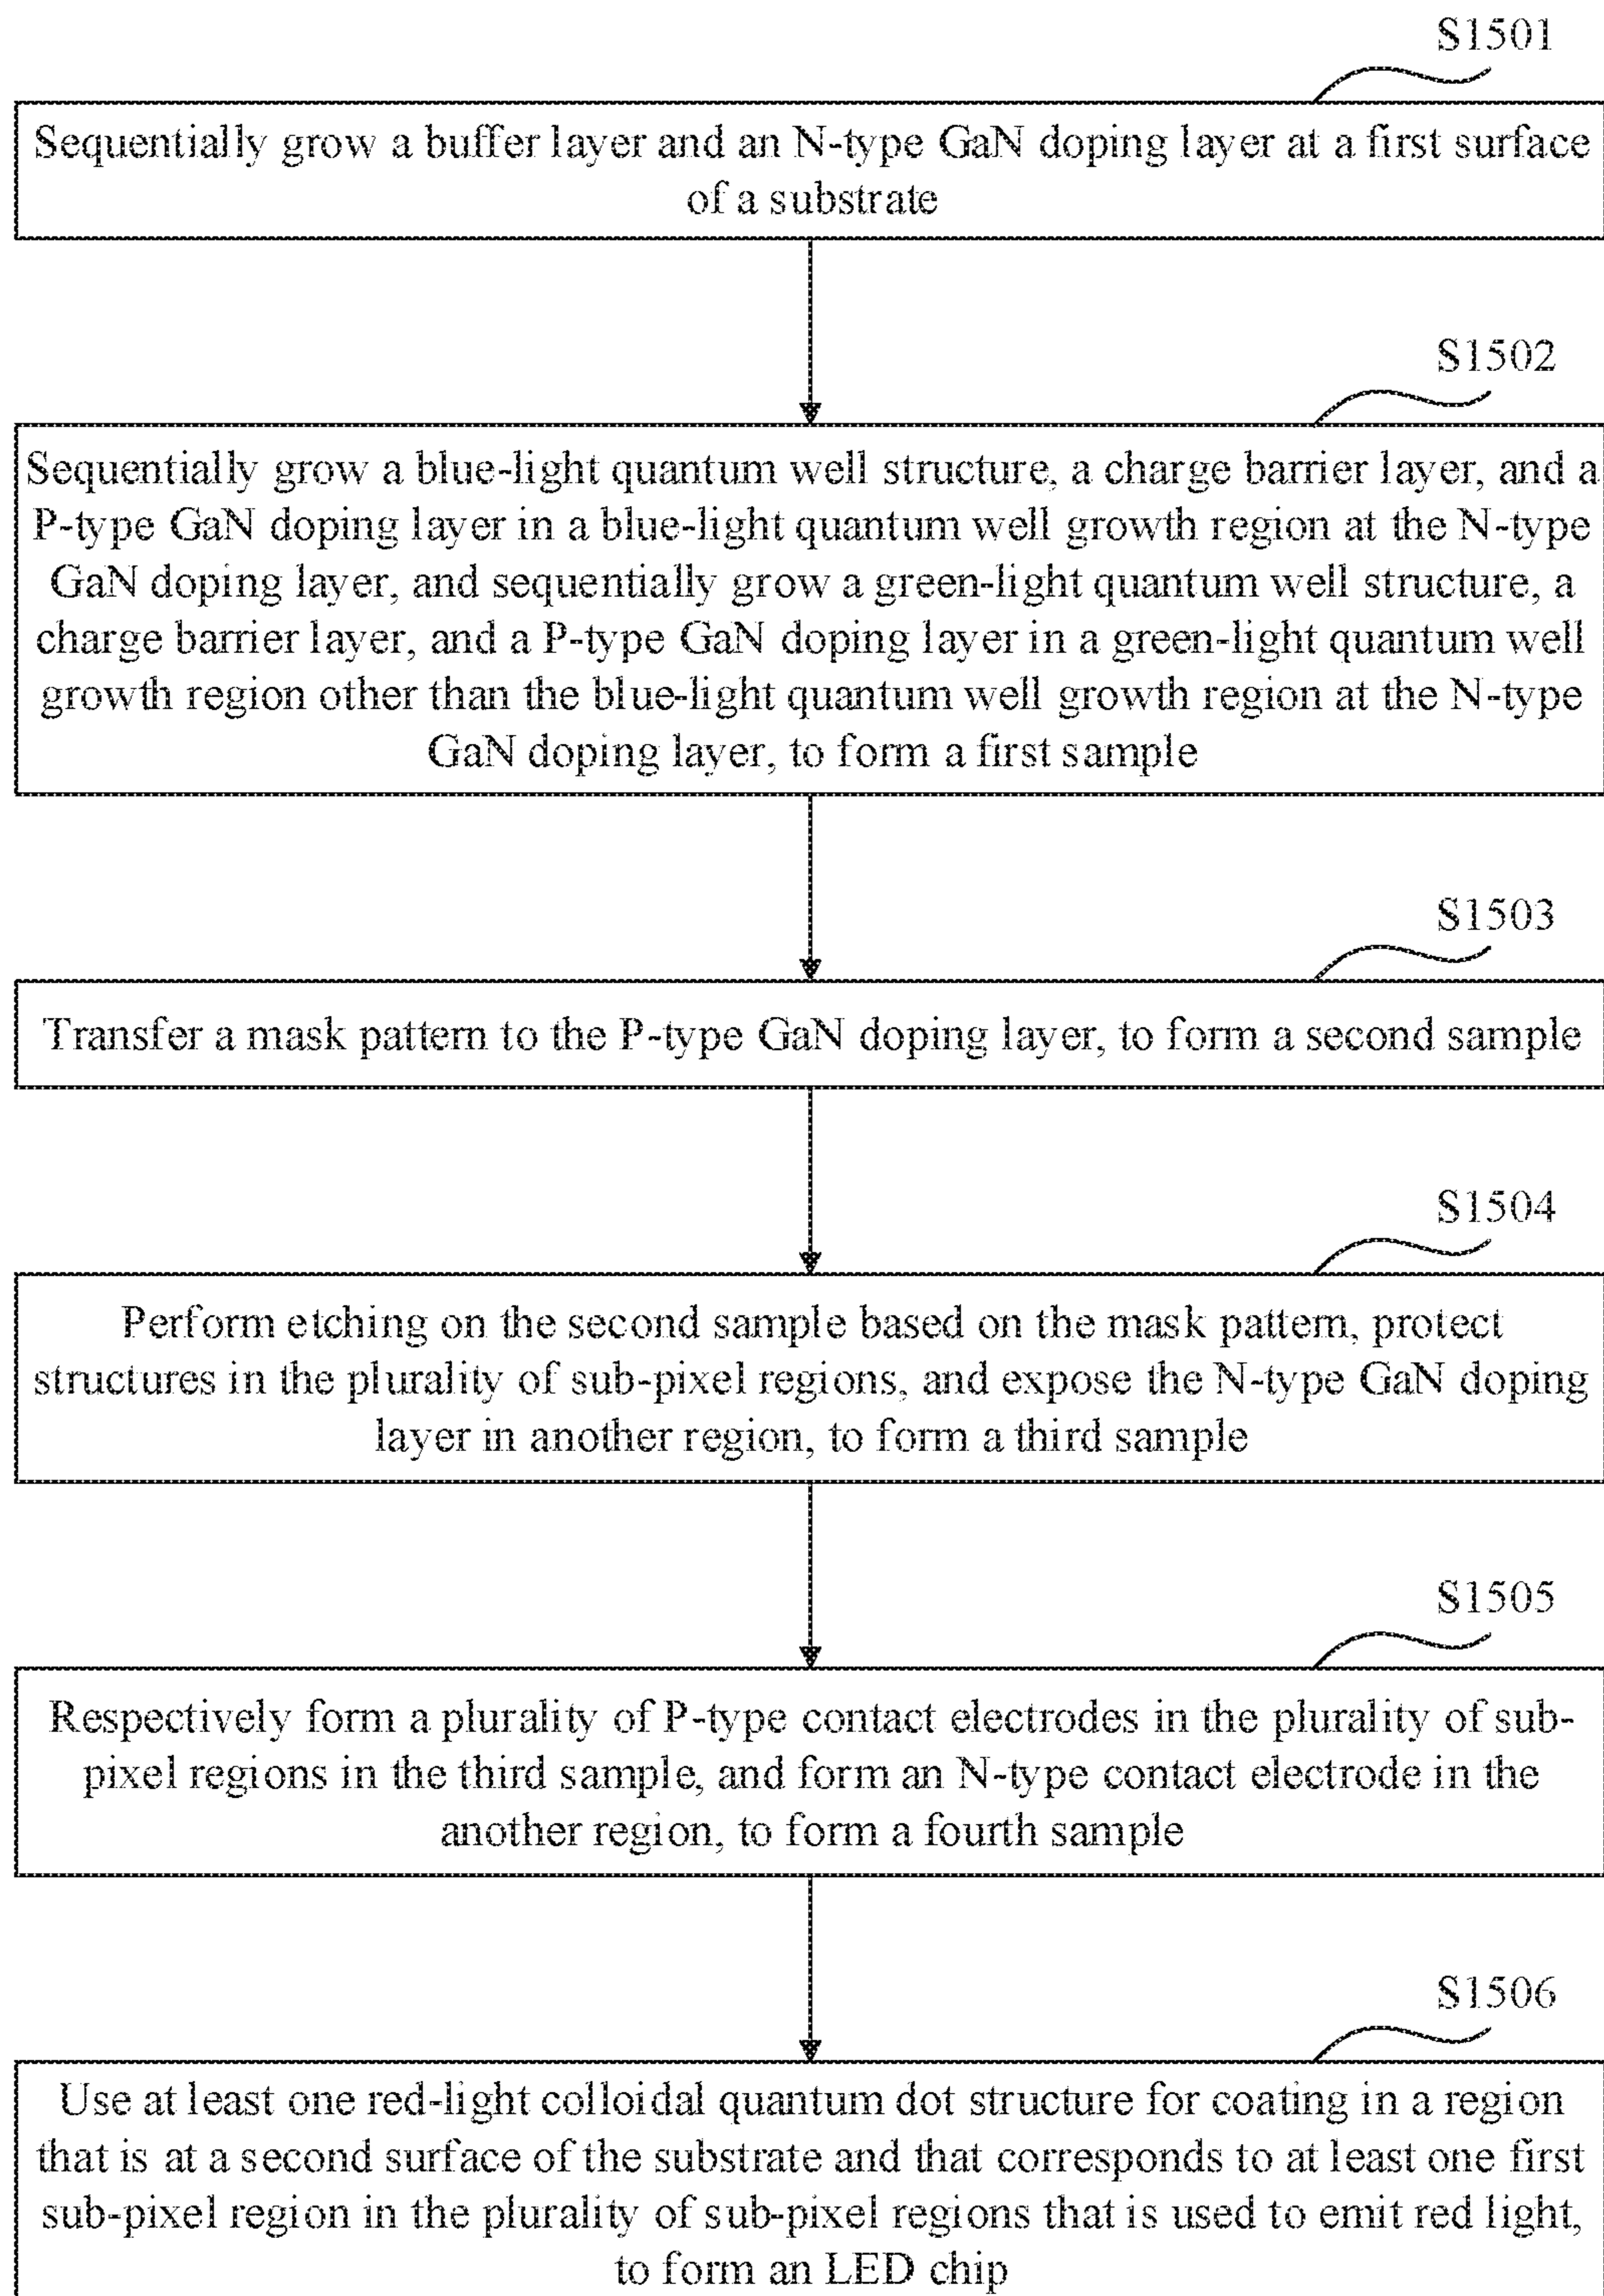 S1501
Sequentially grow a buffer layer and an N-type GaN doping layer at a first surface
of a substrate
S1502
Sequentially grow a blue-light quantum well structure, a charge barrier layer, and a
P-type GaN doping layer in a blue-light quantum well growth region at the N-type
GaN doping layer, and sequentially grow a green-light quantum well structure, a
charge barrier layer, and a P-type GaN doping layer in a green-light quantum well
growth region other than the blue-light quantum well growth region at the N-type
GaN doping layer, to form a first sample
S1503
Transfer a mask pattern to the P-type GaN doping layer, to form a second sample
S1504
Perform etching on the second sample based on the mask pattern, protect
structures in the plurality of sub-pixel regions, and expose the N-type GaN doping
layer in another region, to form a third sample
S1505
Respectively form a plurality of P-type contact electrodes in the plurality of sub-
pixel regions in the third sample, and form an N-type contact electrode in the
another region, to form a fourth sample
S1506
Use at least one red-light colloidal quantum dot structure for coating in a region
that is at a second surface of the substrate and that corresponds to at least one first
sub-pixel region in the plurality of sub-pixel regions that is used to emit red light,
to form an LED chip